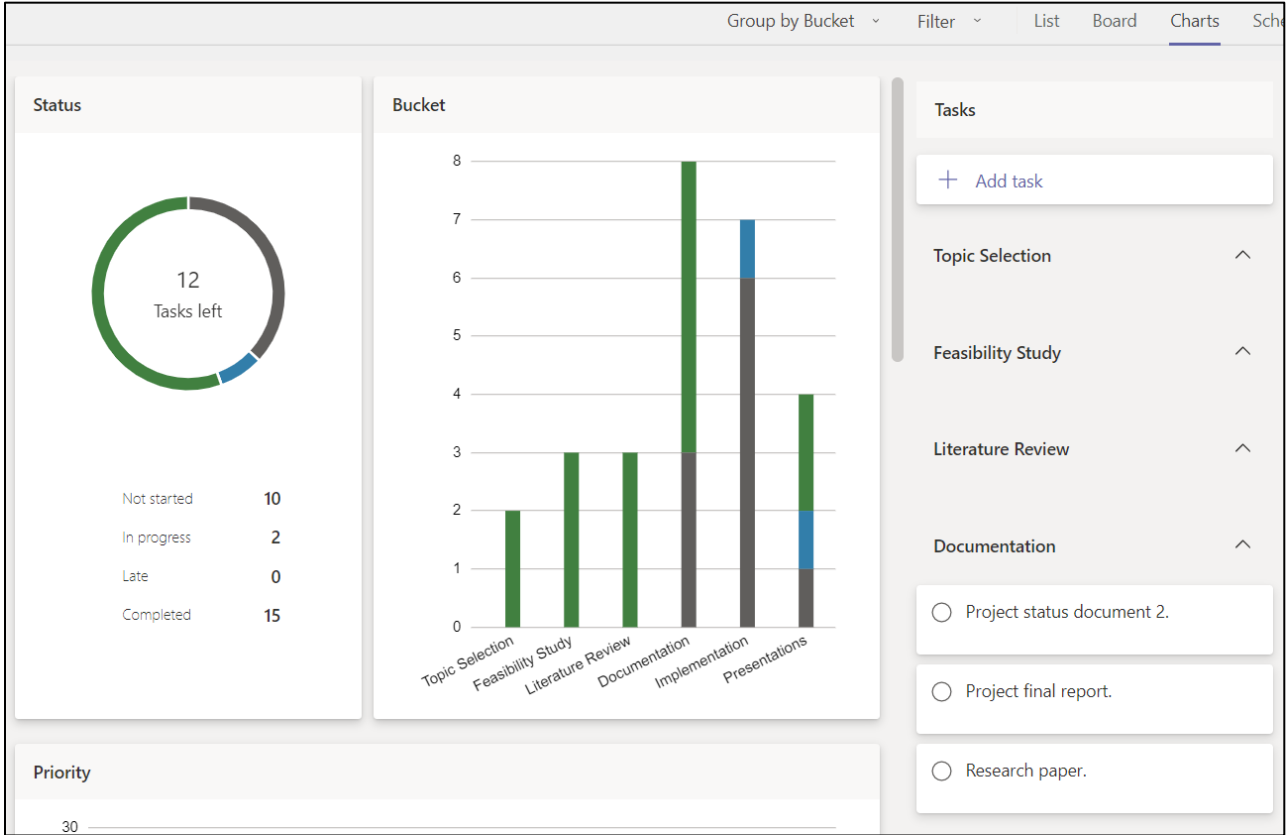 Group by Bucket
Filter
List
Board
Charts
Status
Bucket
Tasks
12
Tasks left
Not started 10
In progress 2
Late 0
Completed 15
8
7
6
5
4
3
2
1
0
Topic Selection
Feasibility Study
Literature Review
Documentation
Implementation
Presentations
Add task
Topic Selection
Feasibility Study
Literature Review
Documentation
Project status document 2.
Project final report.
Research paper.
Priority
30